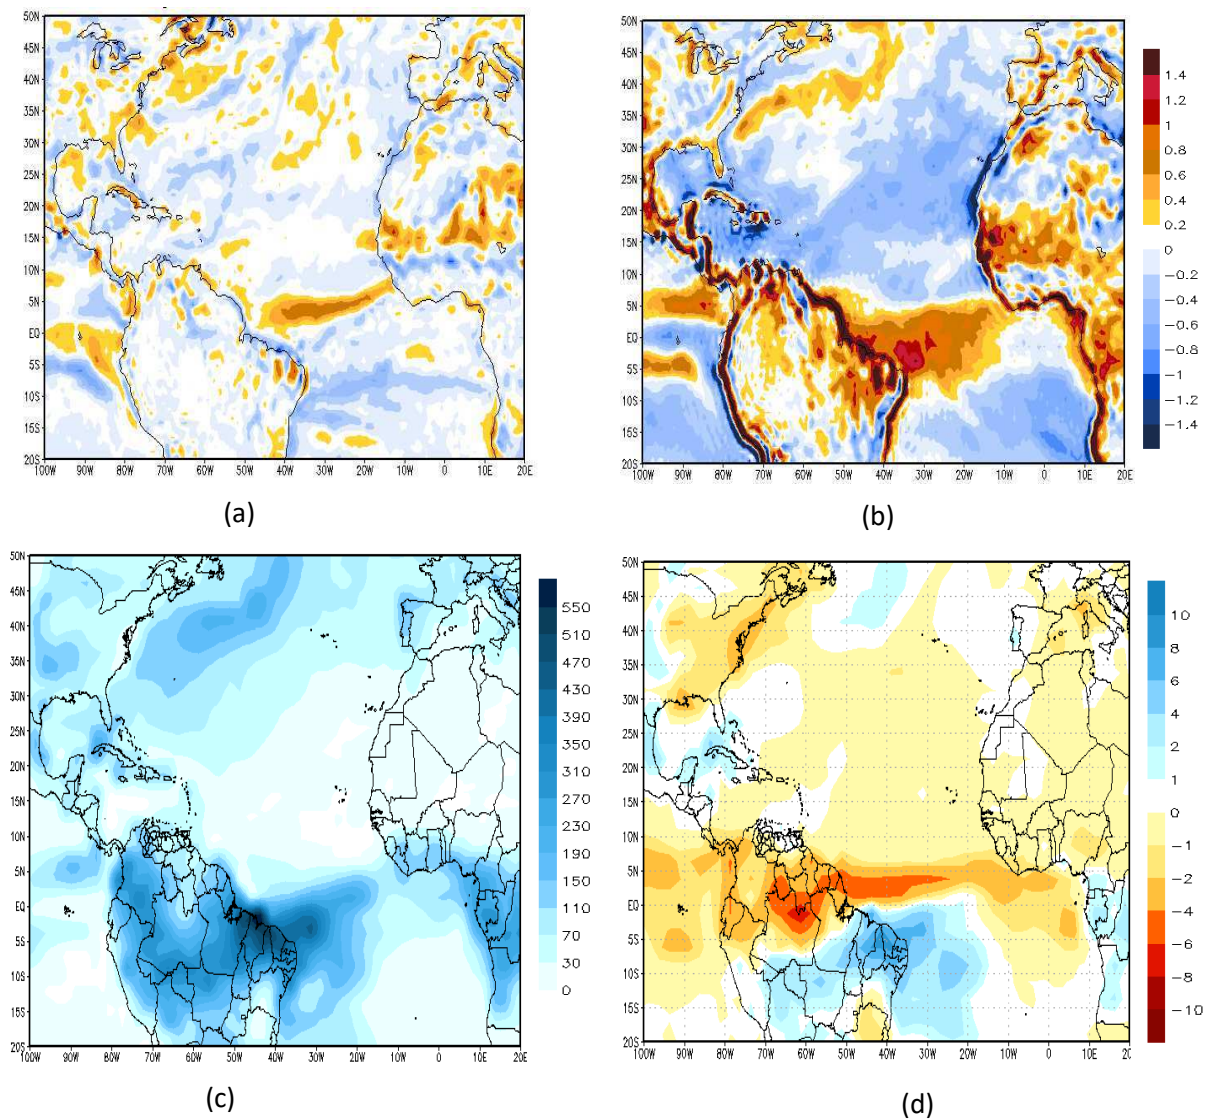 50N
45N
40N
35N
30N
25N
20N
15N
10N
5N
EQ
5S
10S
15S
20S
100W 90W 80W 70W 60W 50W 40W 30W 20W 10W 0 10E 20E
(a)
50N
45N
40N
35N
30N
25N
20N
15N
10N
5N
EQ
5S
10S
15S
20S
100W 90W 80W 70W 60W 50W 40W 30W 20W 10W 0 10E 20E
1.4
1.2
1
0.8
0.6
0.4
0.2
0
−0.2
−0.4
−0.6
−0.8
−1
−1.2
−1.4
(b)
50N
45N
40N
35N
30N
25N
20N
15N
10N
5N
EQ
5S
10S
15S
20S
100W 90W 80W 70W 60W 50W 40W 30W 20W 10W 0 10E 20E
550
510
470
430
390
350
310
270
230
190
150
110
70
30
0
(c)
50N
45N
40N
35N
30N
25N
20N
15N
10N
5N
EQ
5S
10S
15S
20S
100W 90W 80W 70W 60W 50W 40W 30W 20W 10W 0 10E 20
10
8
6
4
2
1
0
−1
−2
−4
−6
−8
−10
(d)